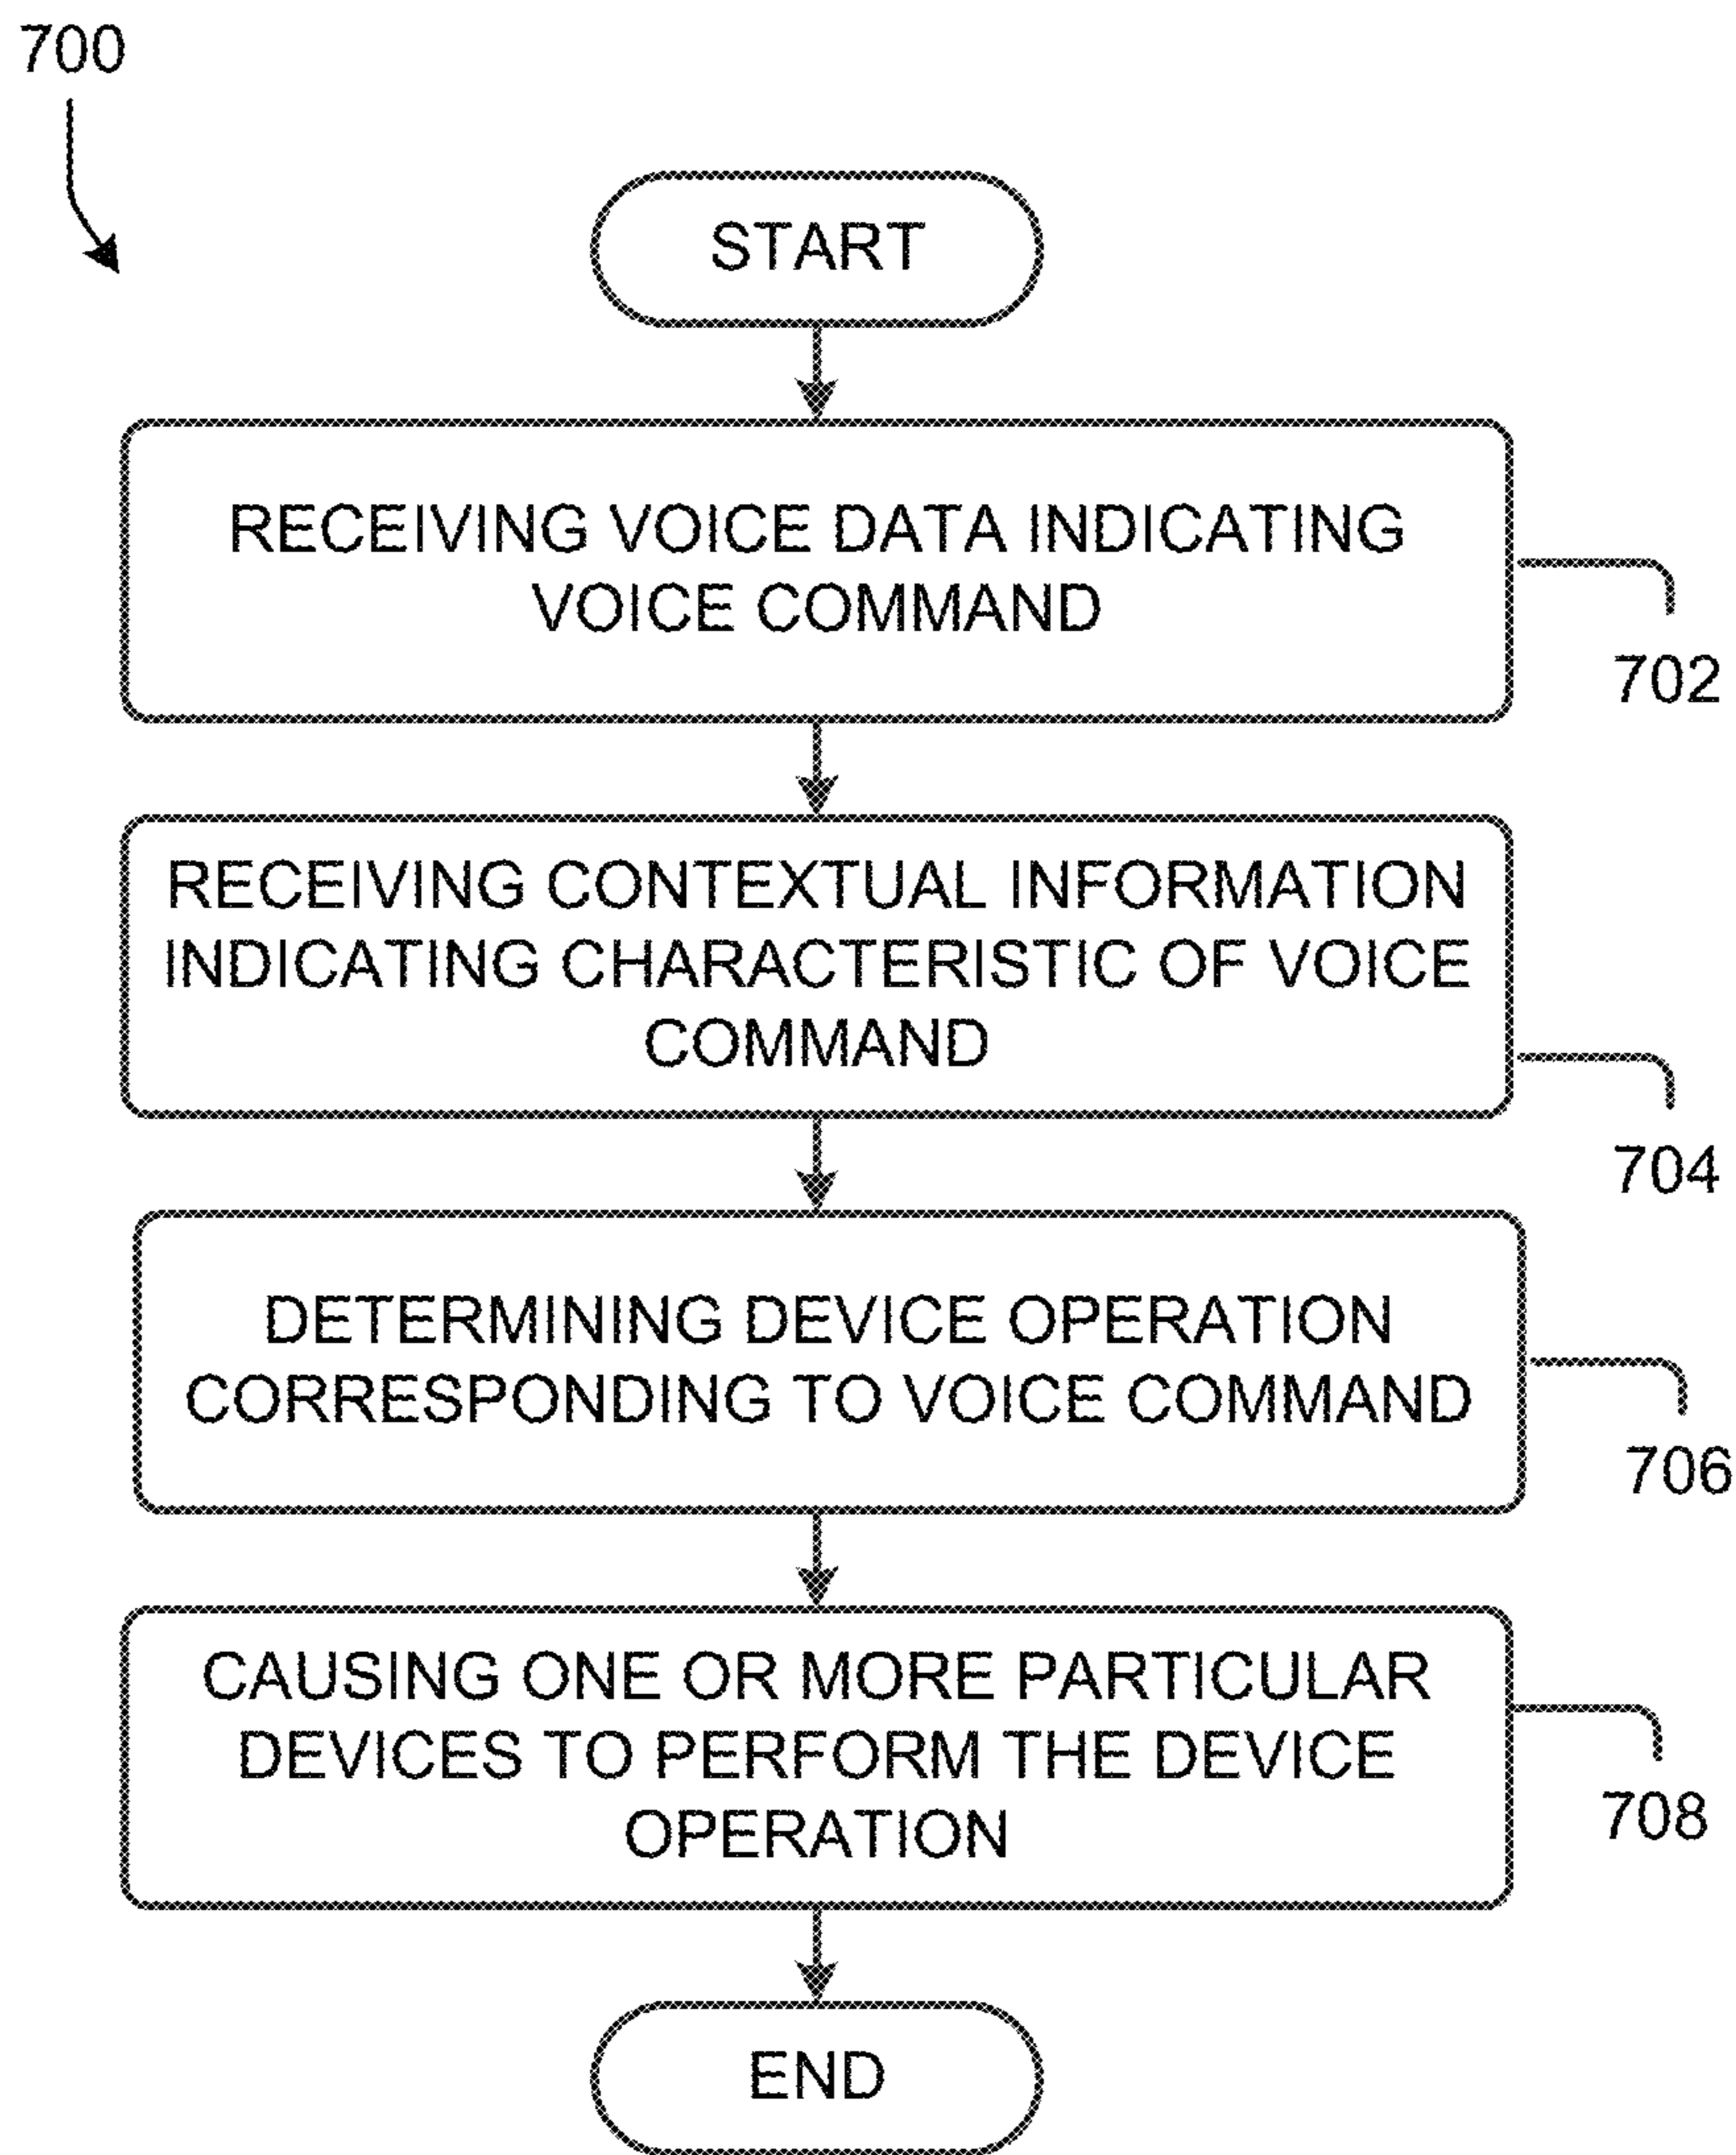 700
START
RECEIVING VOICE DATA INDICATING
VOICE COMMAND
702
RECEIVING CONTEXTUAL INFORMATION
INDICATING CHARACTERISTIC OF VOICE
COMMAND
704
DETERMINING DEVICE OPERATION
CORRESPONDING TO VOICE COMMAND
706
CAUSING ONE OR MORE PARTICULAR
DEVICES TO PERFORM THE DEVICE
OPERATION
708
END